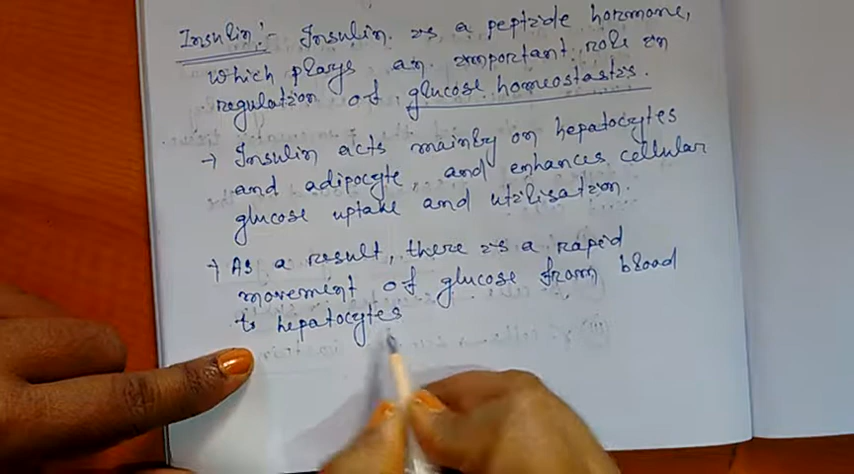 Insulin:- Insulin is a peptide hormone,
which plays an important role in
regulation of glucose homeostasis.
→ Insulin acts mainly on hepatocytes
and adipocyte, and enhances cellular
glucose uptake and utilisation.
→ As a result, there is a rapid
movement of glucose from blood
to hepatocytes